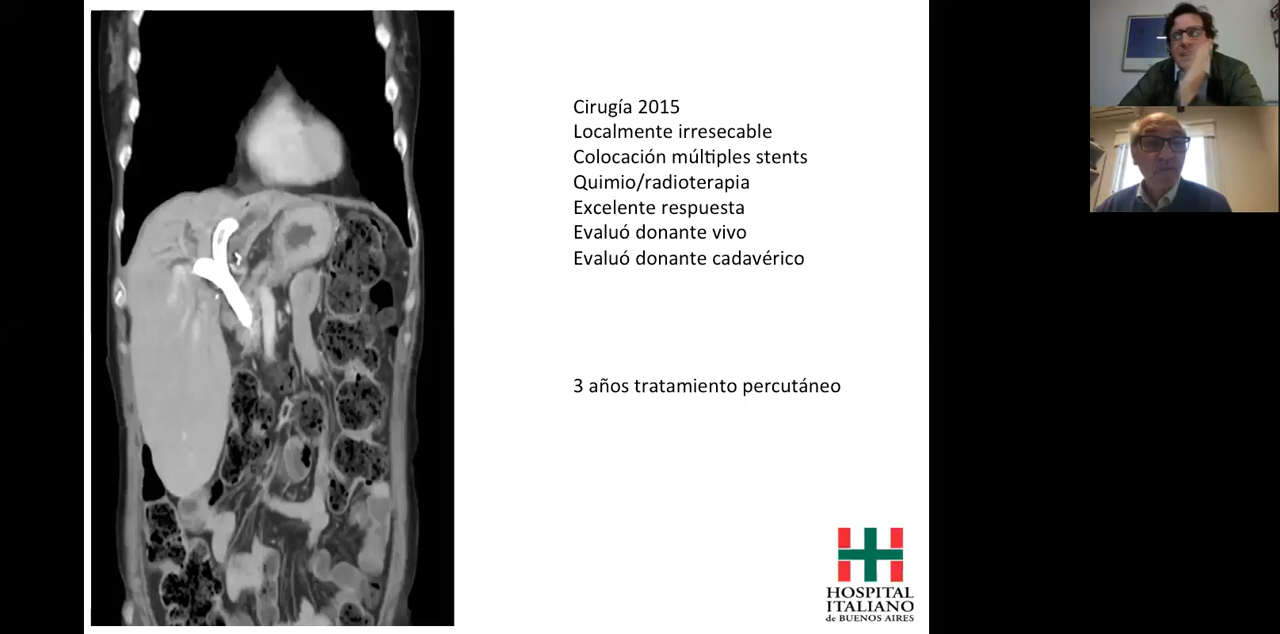 Cirugía 2015
Localmente irresecable
Colocación múltiples stents
Quimio/radioterapia
Excelente respuesta
Evaluó donante vivo
Evaluó donante cadavérico
3 años tratamiento percutáneo
HOSPITAL
ITALIANO
de BUENOS AIRES